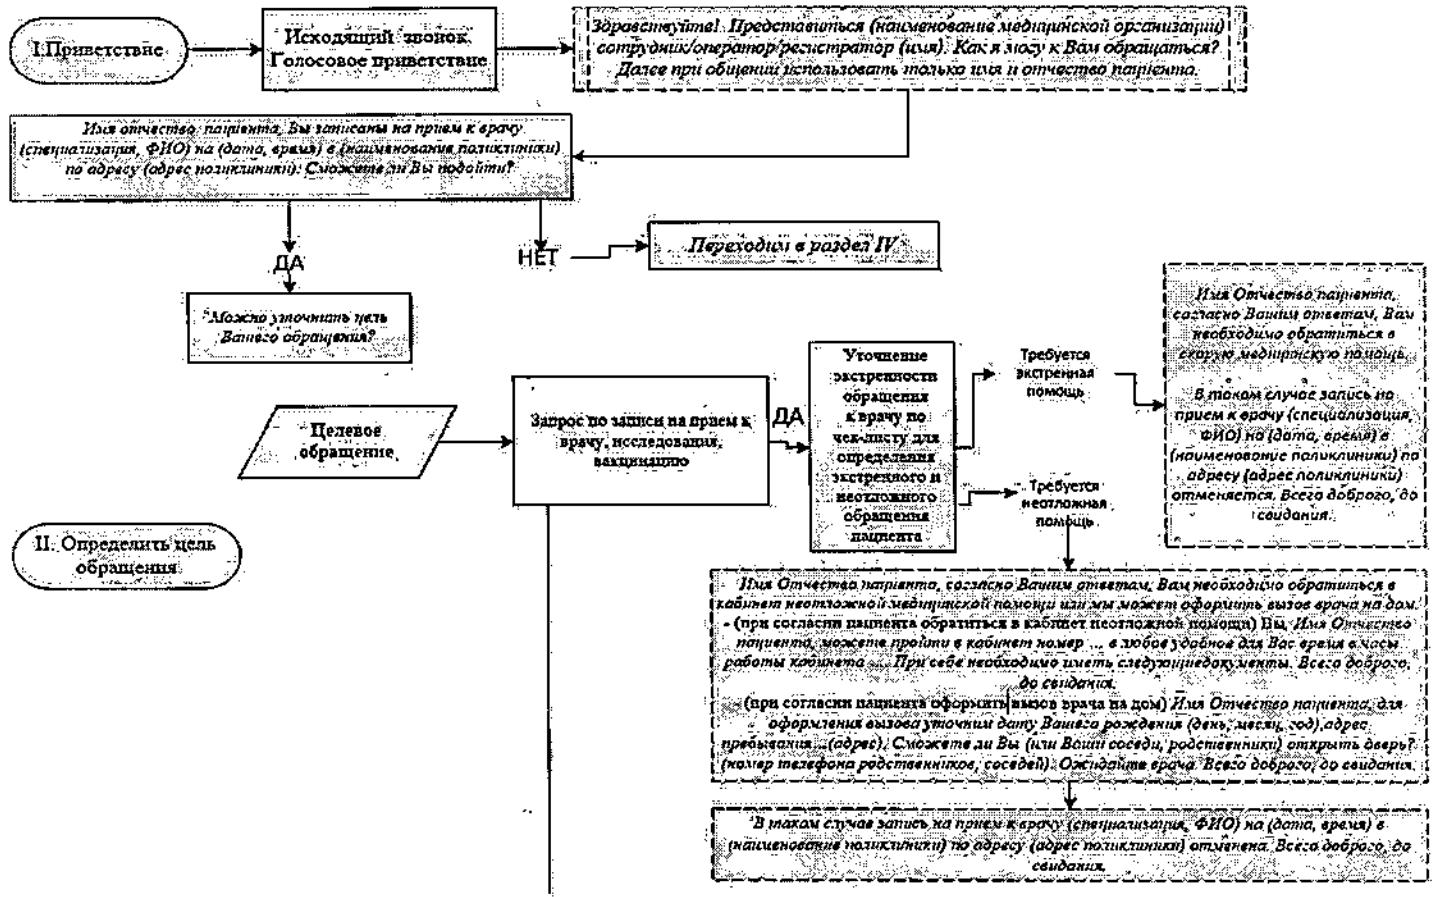 I.Приветствие
Исходящий звонок.
Голосовое приветствие
Здравствуйте! Представиться (наименование медицинской организации)
сотрудник/оператор/регистратор (имя). Как я могу к Вам обращаться?
Далее при общении использовать только имя и отчество пациента.
Имя отчество пациента, Вы записаны на прием к врачу
(специализация, ФИО) на (дата, время) в (наименования поликлиники)
по адресу (адрес поликлиники). Сможете ли Вы подойти?
ДА
НЕТ
Переходим в раздел IV
Можно уточнить цель
Вашего обращения?
Целевое
обращение
Запрос по записи на прием к
врачу, исследования,
вакцинацию
ДА
Уточнение
экстренности
обращения
к врачу по
чек-листу для
определения
экстренного и
неотложного
обращения
пациента
Требуется
экстренная
помощь
Требуется
неотложная
помощь
Имя Отчество пациента,
согласно Вашим ответам, Вам
необходимо обратиться в
скорую медицинскую помощь.
В таком случае запись на
прием к врачу (специализация,
ФИО) на (дата, время) в
(наименование поликлиники) по
адресу (адрес поликлиники)
отменяется. Всего доброго, до
свидания.
II. Определить цель
обращения
Имя Отчество пациента, согласно Вашим ответам, Вам необходимо обратиться в
кабинет неотложной медицинской помощи или мы может оформить вызов врача на дом.
- (при согласии пациента обратиться в кабинет неотложной помощи) Вы, Имя Отчество
пациента, можете пройти в кабинет номер ... в любое удобное для Вас время в часы
работы кабинета .... При себе необходимо иметь следующие документы. Всего доброго,
до свидания.
- (при согласии пациента оформить вызов врача на дом) Имя Отчество пациента, для
оформления вызова уточним дату Вашего рождения (день, месяц, год), адрес
пребывания...(адрес). Сможете ли Вы (или Ваши соседи, родственники) открыть дверь?
(номер телефона родственников, соседей). Ожидайте врача. Всего доброго, до свидания.
В таком случае запись на прием к врачу (специализация, ФИО) на (дата, время) в
(наименование поликлиники) по адресу (адрес поликлиники) отменена. Всего доброго, до
свидания.